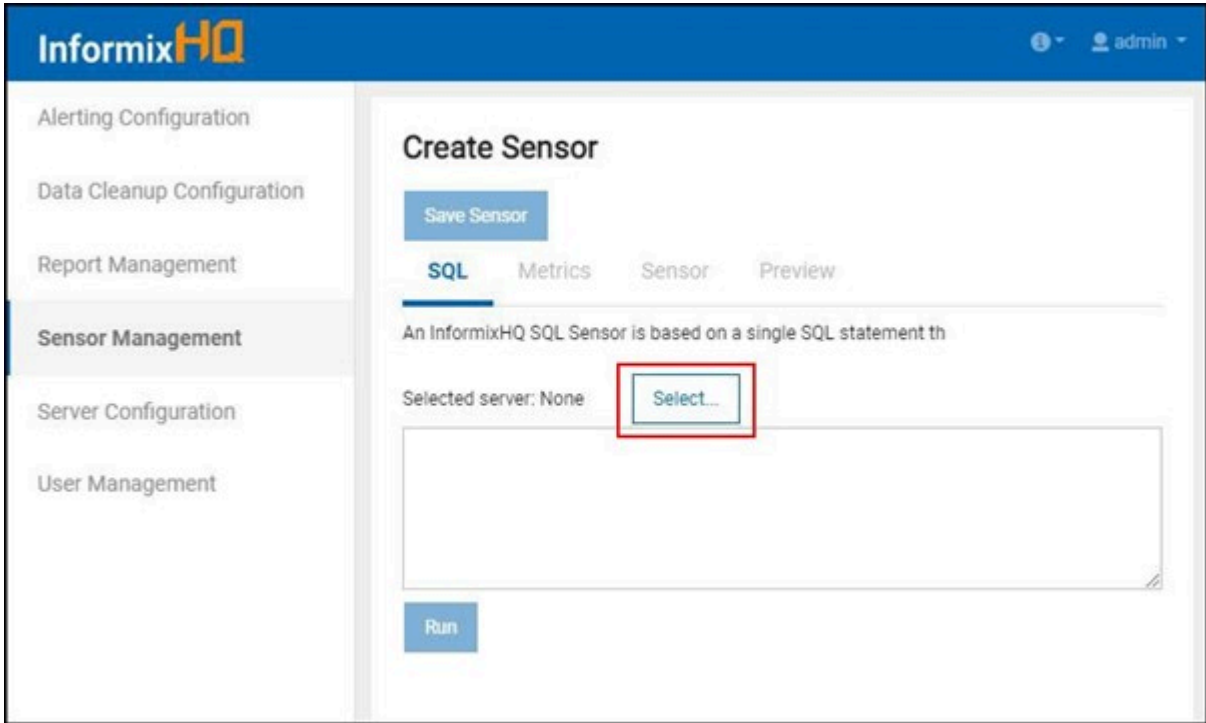 InformixHQ
admin
Alerting Configuration
Data Cleanup Configuration
Report Management
Sensor Management
Server Configuration
User Management
Create Sensor
Save Sensor
SQL Metrics Sensor Preview
An InformixHQ SQL Sensor is based on a single SQL statement th
Selected server: None Select...
Run